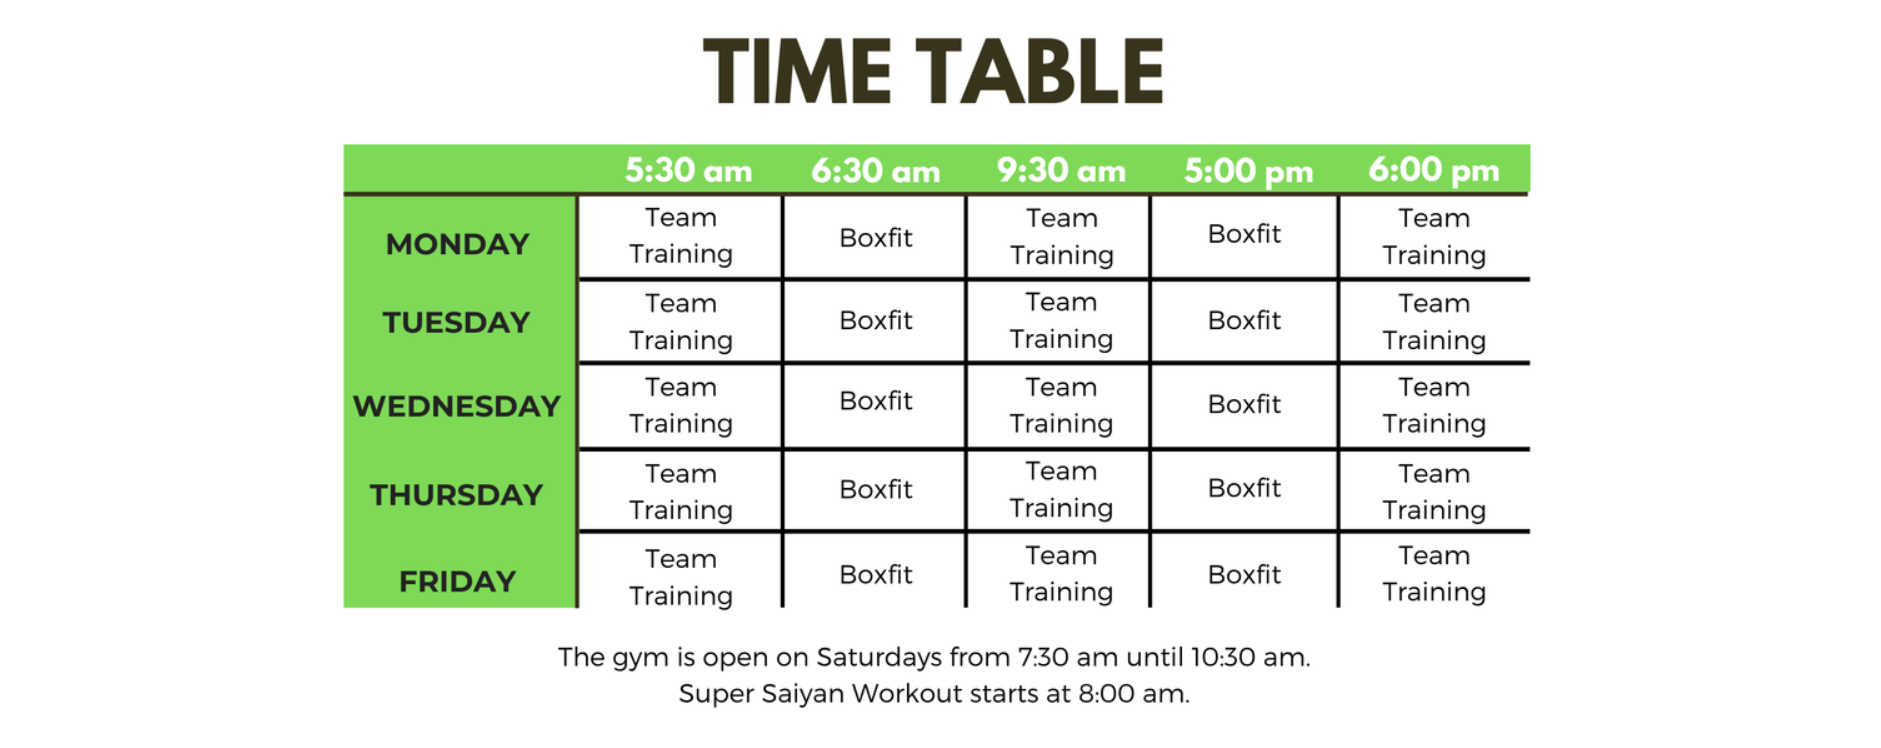 TIME TABLE
5:30 am 6:30 am 9:30 am 5:00 pm 6:00 pm
MONDAY Team Training Boxfit Team Training Boxfit Team Training
TUESDAY Team Training Boxfit Team Training Boxfit Team Training
WEDNESDAY Team Training Boxfit Team Training Boxfit Team Training
THURSDAY Team Training Boxfit Team Training Boxfit Team Training
FRIDAY Team Training Boxfit Team Training Boxfit Team Training
The gym is open on Saturdays from 7:30 am until 10:30 am.
Super Saiyan Workout starts at 8:00 am.